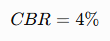 CBR = 4%